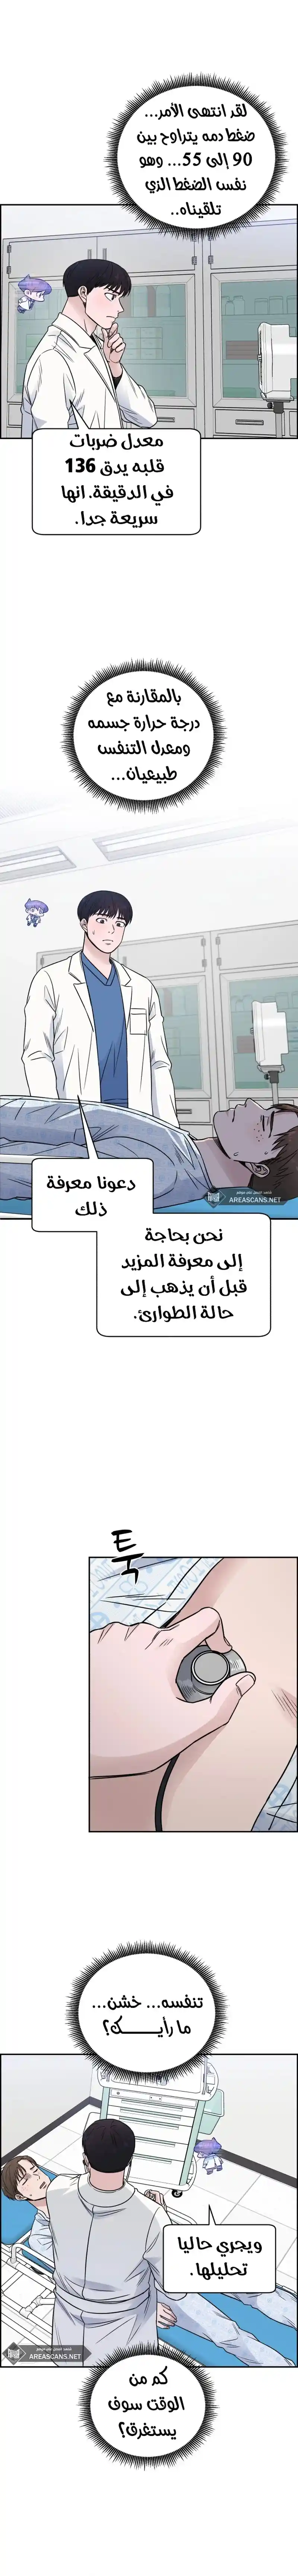 لقد انتهى الأمر...
ضغط دمه يتراوح بين
90 إلى 55... وهو
نفس الضغط الذي
تلقيناه..
معدل ضربات
قلبه يدق 136
في الدقيقة. انها
سريعة جدا.
بالمقارنة مع
درجة حرارة جسمه
ومعدل التنفس
طبيعيان...
AREASCANS.NET
دعونا معرفة
ذلك
نحن بحاجة
إلى معرفة المزيد
قبل أن يذهب إلى
حالة الطوارئ.
툭
تنفسه... خشن...
ما رأيـــــك؟
ويجري حاليا
تحليلها.
AREASCANS.NET
كم من
الوقت سوف
يستغرق؟